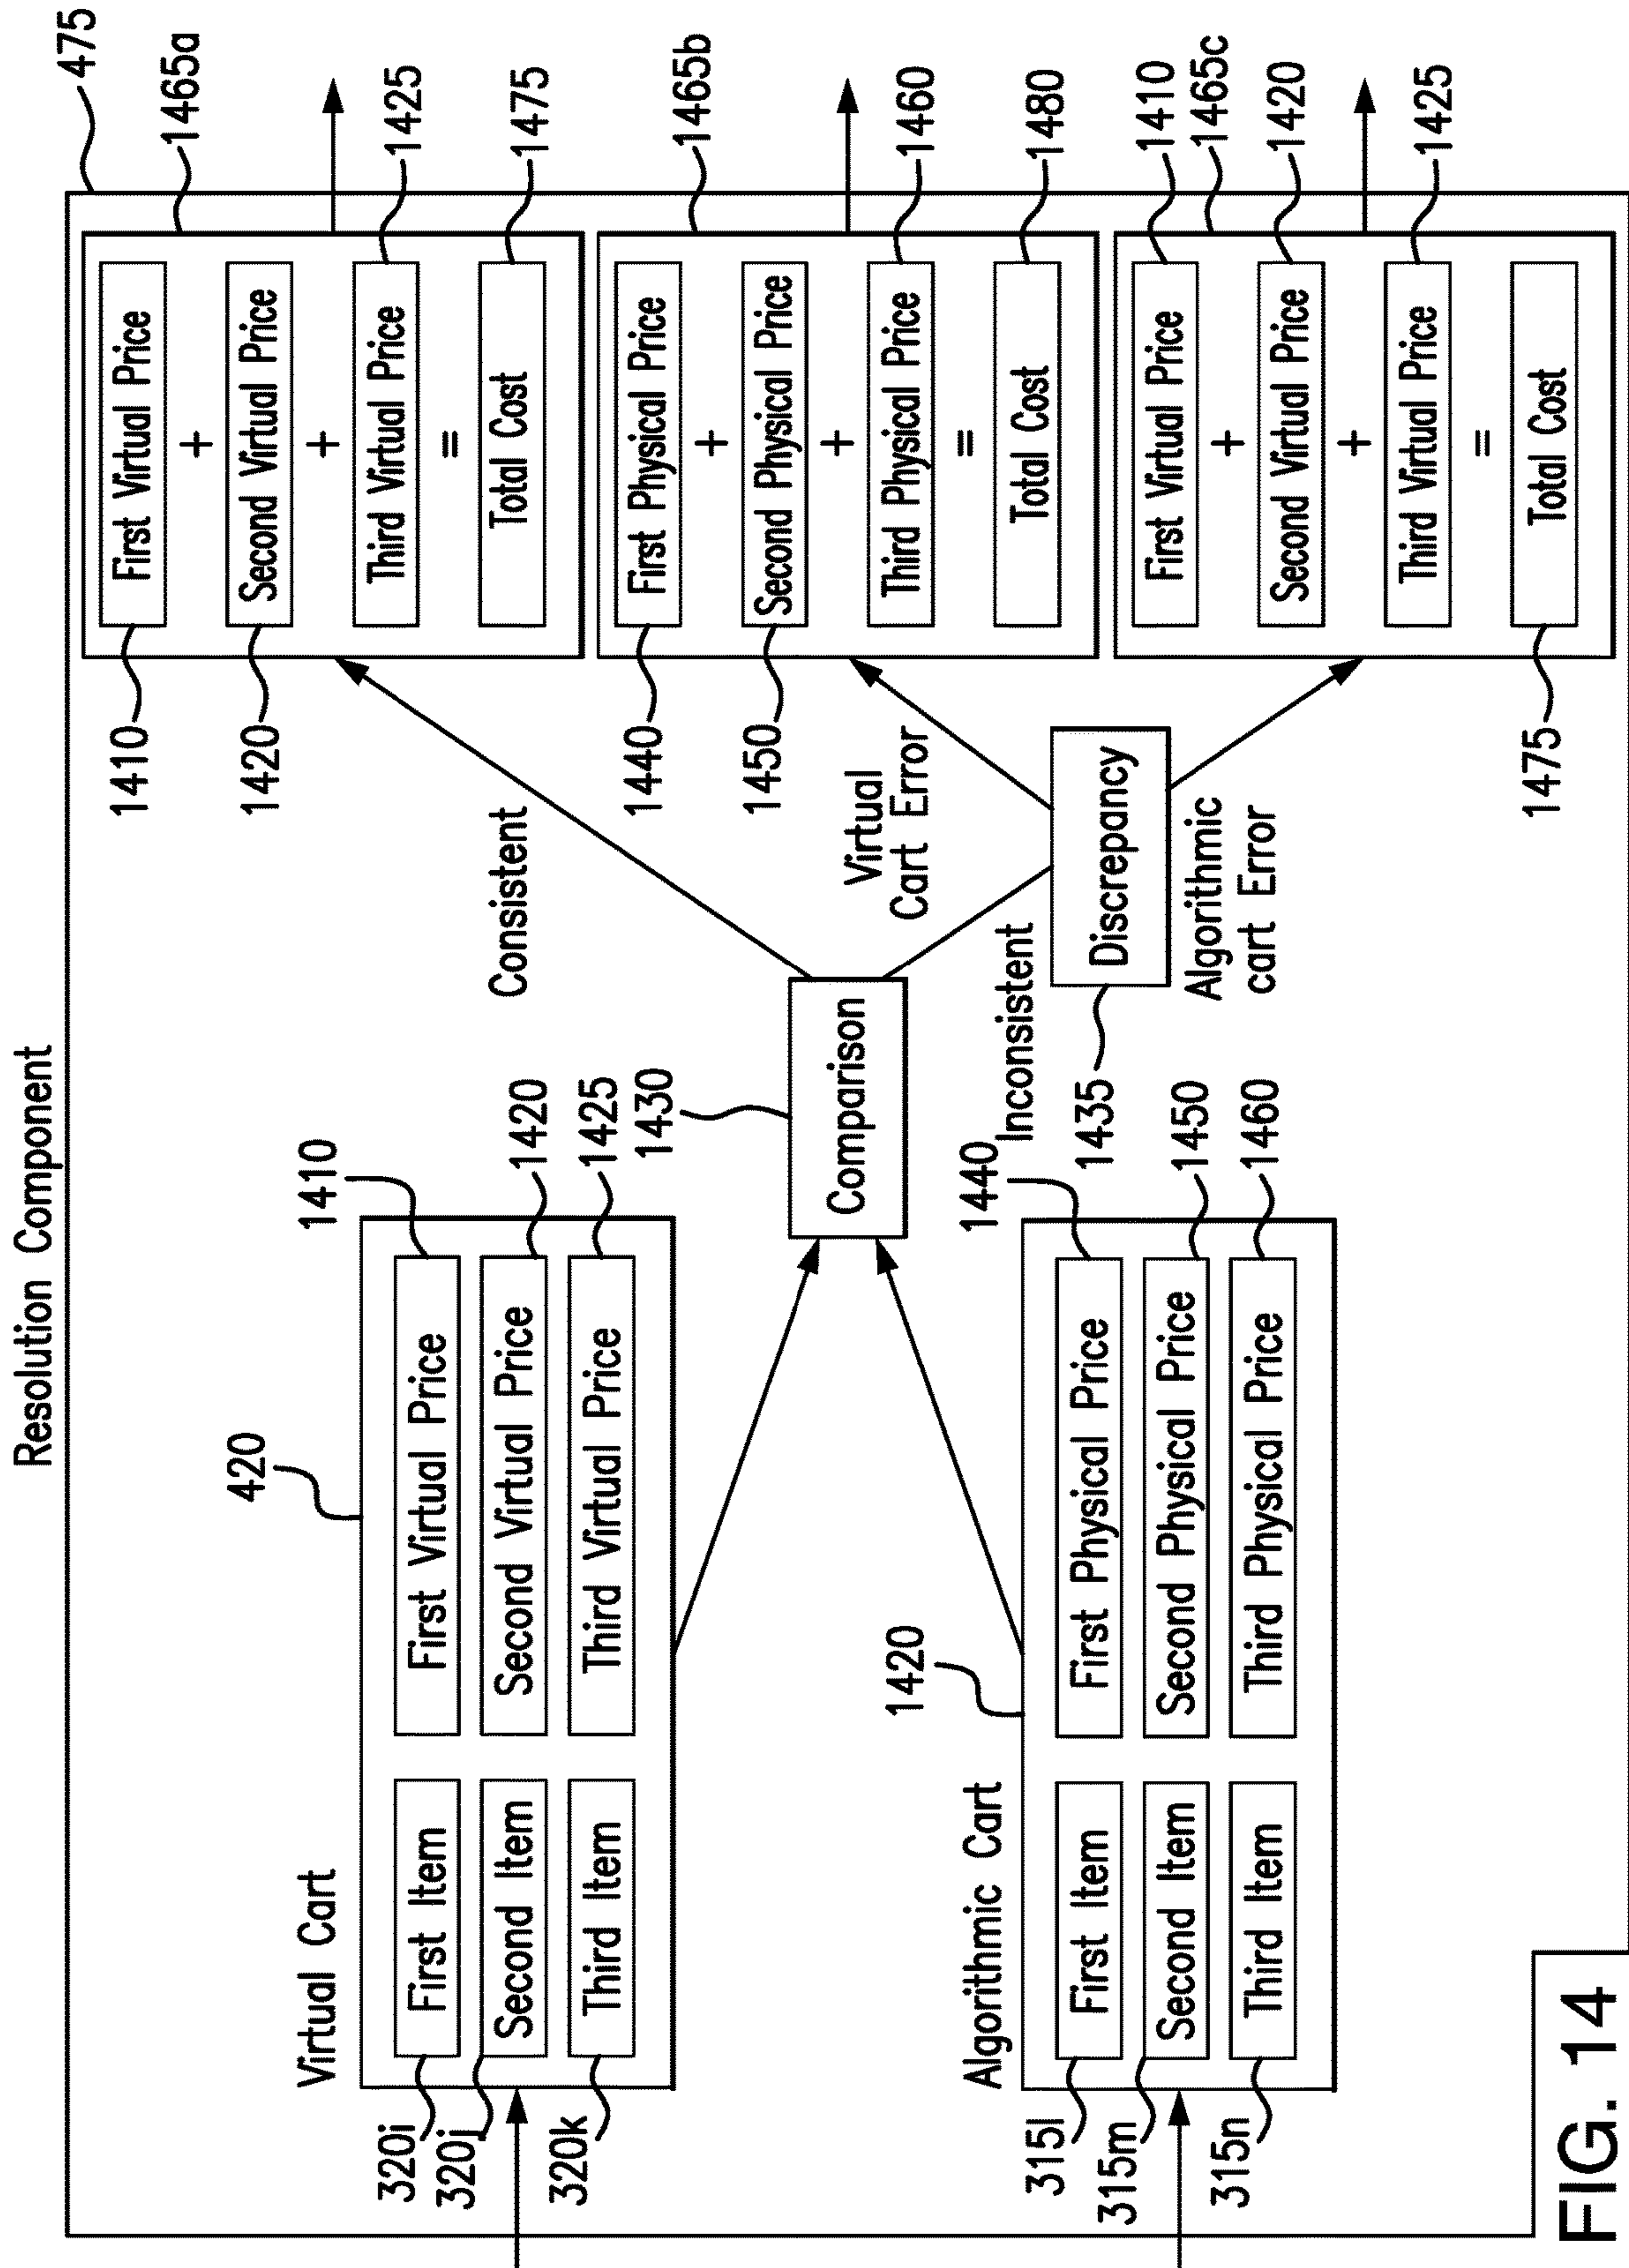 Resolution Component
475
Virtual Cart
420
320i
First Item
First Virtual Price
1410
320j
Second Item
Second Virtual Price
1420
320k
Third Item
Third Virtual Price
1425
Algorithmic Cart
1420
315l
First Item
First Physical Price
1440
315m
Second Item
Second Physical Price
1450
315n
Third Item
Third Physical Price
1460
1430
Comparison
Consistent
Inconsistent
1435
Discrepancy
Virtual
Cart Error
Algorithmic
cart Error
1465a
1410
First Virtual Price
+
1420
Second Virtual Price
+
Third Virtual Price
1425
=
Total Cost
1475
1465b
1440
First Physical Price
+
1450
Second Physical Price
+
Third Physical Price
1460
=
Total Cost
1480
First Virtual Price
1410
1465c
+
Second Virtual Price
1420
+
Third Virtual Price
1425
=
1475
Total Cost
FIG. 14